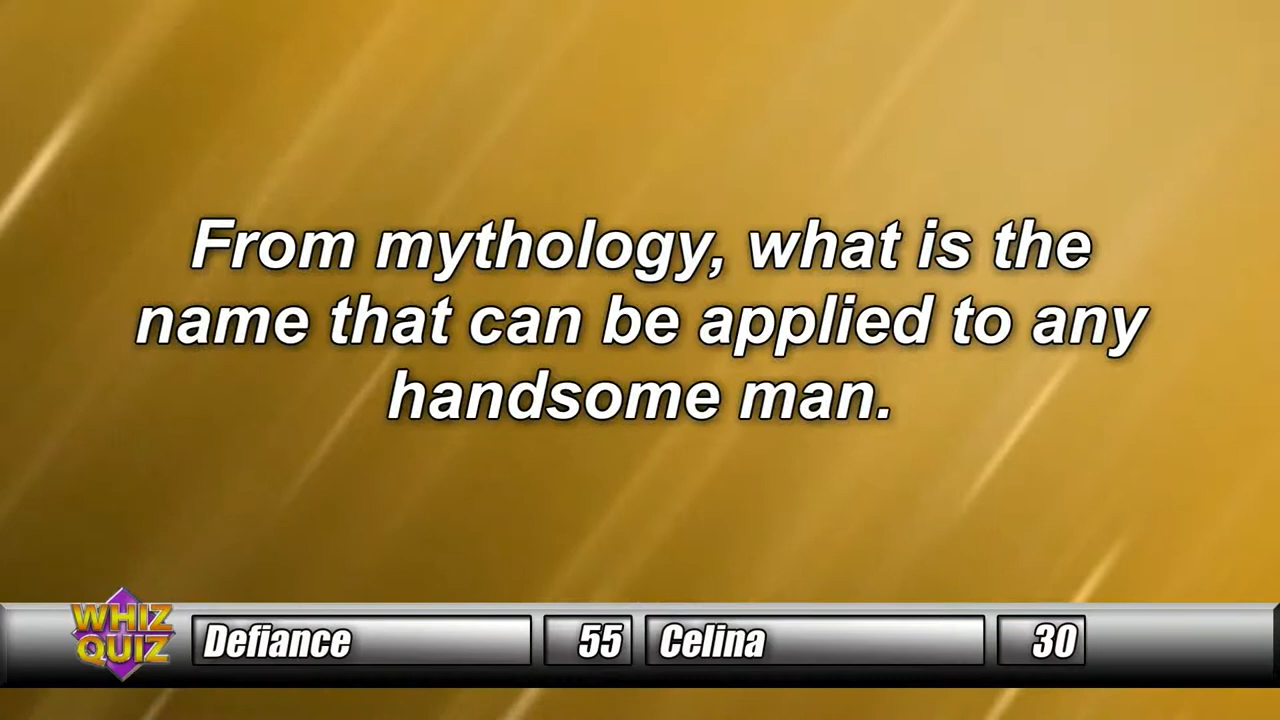 From mythology, what is the
name that can be applied to any
handsome man.
WHIZ
QUIZ
Defiance 55 Celina 30